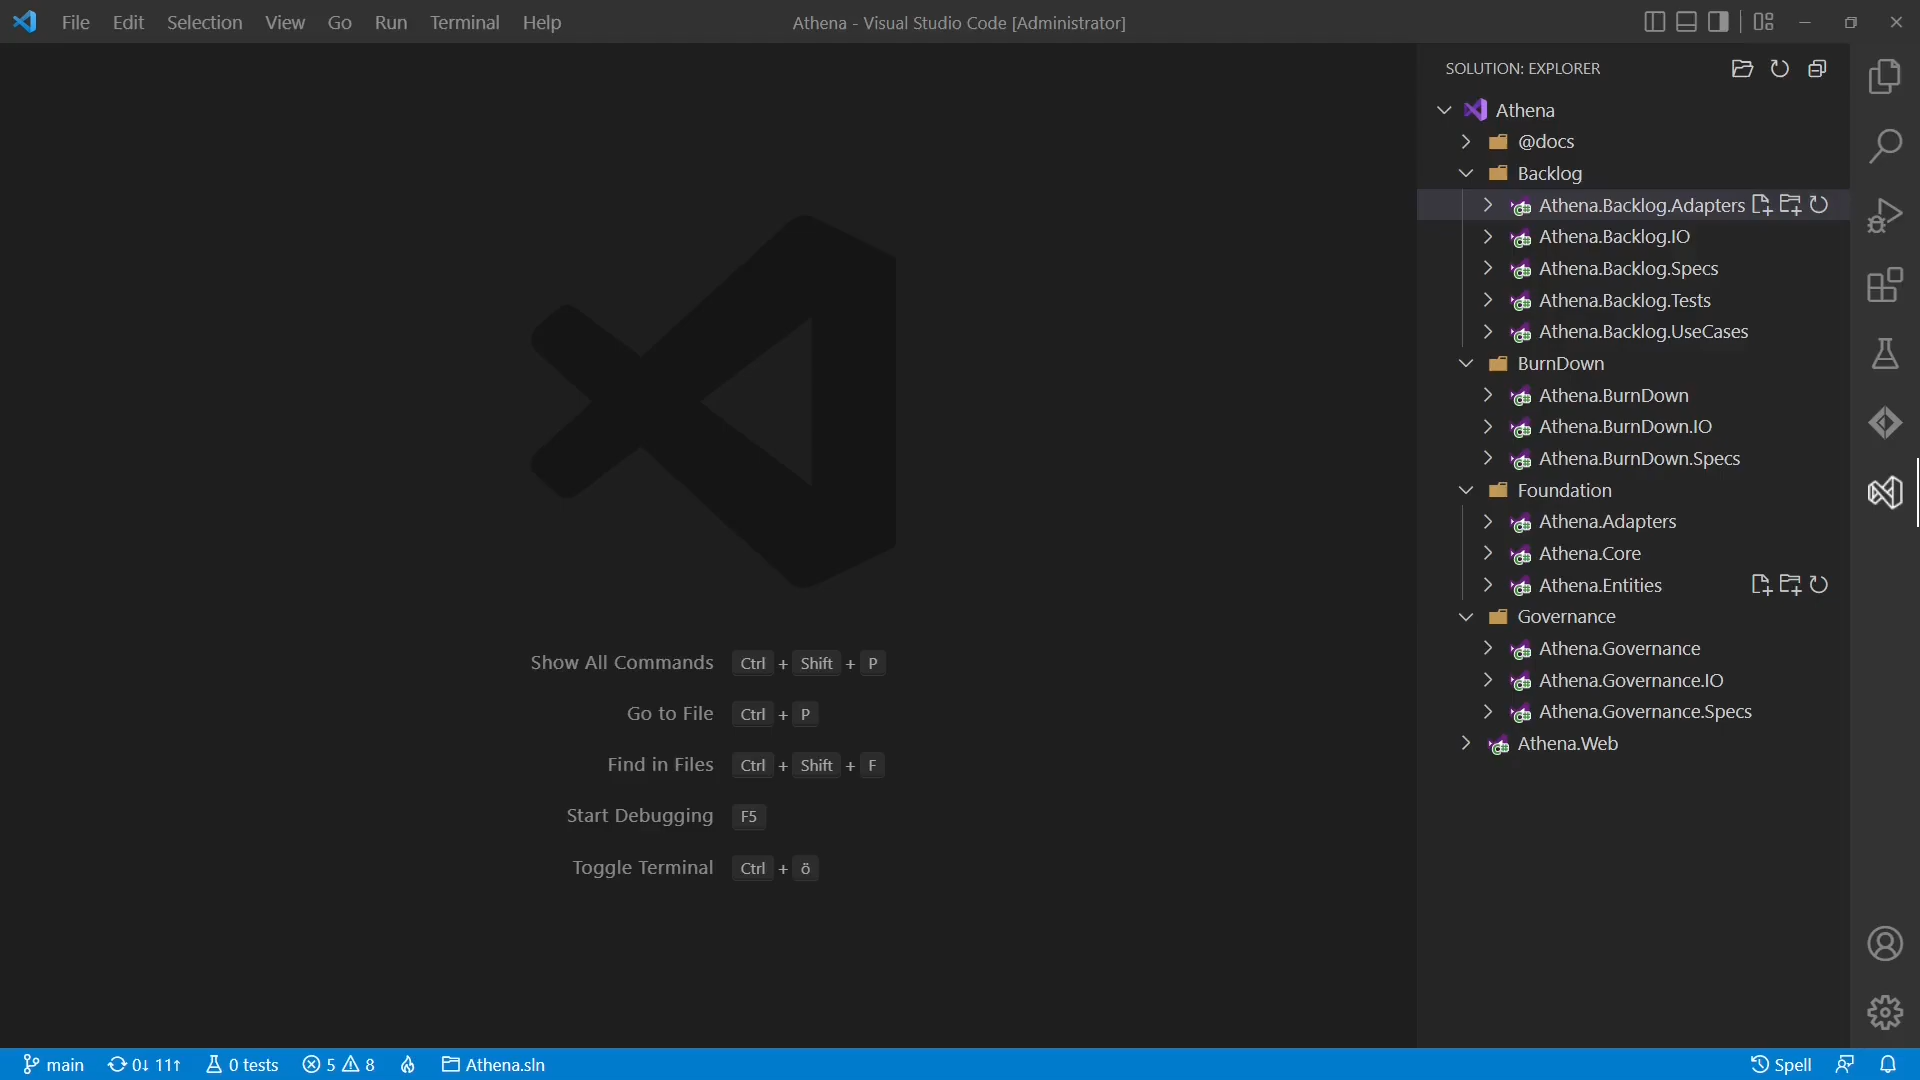 File Edit Selection View Go Run Terminal Help
Athena - Visual Studio Code [Administrator]
SOLUTION: EXPLORER
Athena
@docs
Backlog
Athena.Backlog.Adapters
Athena.Backlog.IO
Athena.Backlog.Specs
Athena.Backlog.Tests
Athena.Backlog.UseCases
BurnDown
Athena.BurnDown
Athena.BurnDown.IO
Athena.BurnDown.Specs
Foundation
Athena.Adapters
Athena.Core
Athena.Entities
Governance
Athena.Governance
Athena.Governance.IO
Athena.Governance.Specs
Athena.Web
Show All Commands Ctrl + Shift + P
Go to File Ctrl + P
Find in Files Ctrl + Shift + F
Start Debugging F5
Toggle Terminal Ctrl + ö
main 0↓ 11↑ 0 tests 5 8 Athena.sln Spell